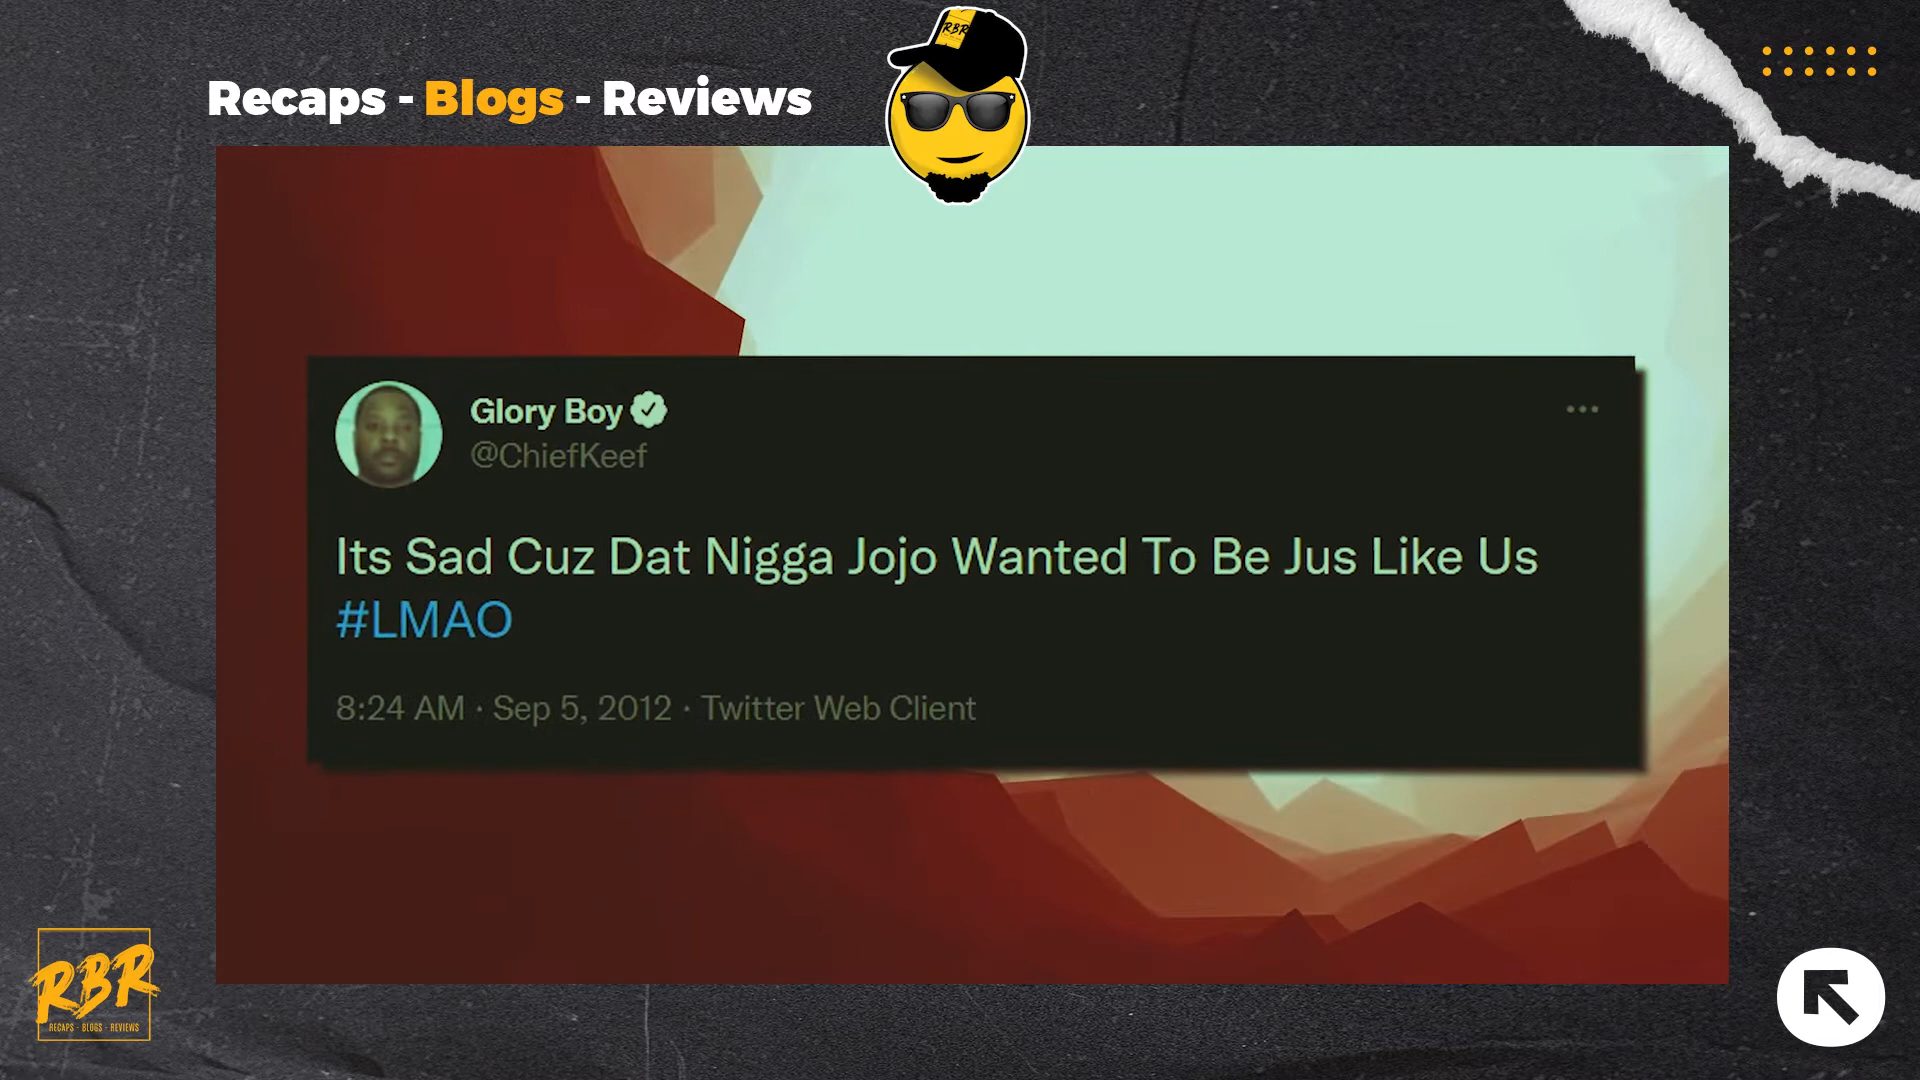 RBR
Recaps - Blogs - Reviews
Glory Boy
@ChiefKeef
Its Sad Cuz Dat Nigga Jojo Wanted To Be Jus Like Us
#LMAO
8:24 AM · Sep 5, 2012 · Twitter Web Client
RBR
RECAPS - BLOGS - REVIEWS